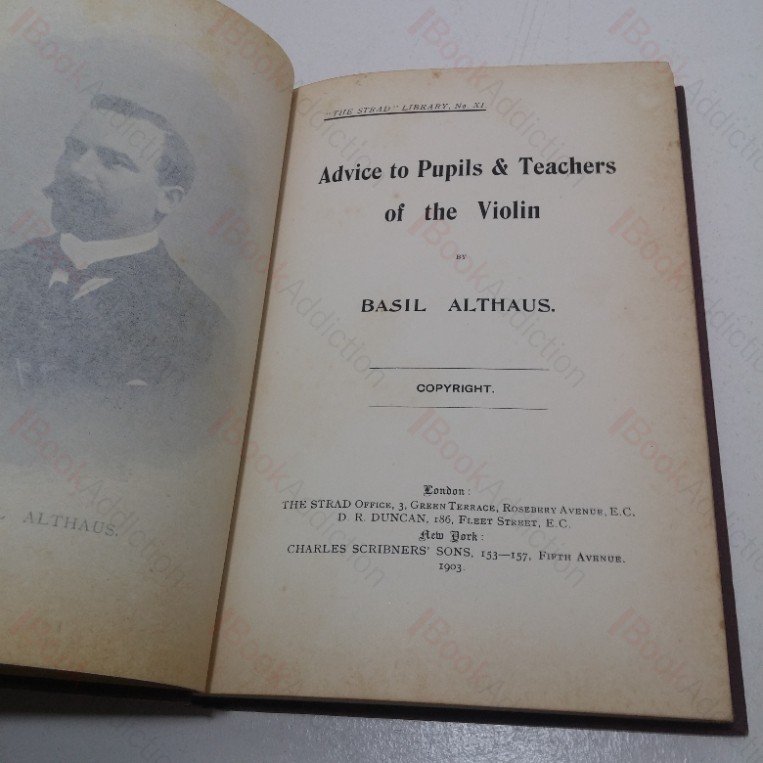 "THE STRAD" LIBRARY, No. XI.
Advice to Pupils & Teachers
of the Violin
BY
BASIL ALTHAUS.
COPYRIGHT.
London:
THE STRAD OFFICE, 3, GREEN TERRACE, ROSEBERY AVENUE, E.C.
D. R. DUNCAN, 186, FLEET STREET, E.C.
New York:
CHARLES SCRIBNERS' SONS, 153—157, FIFTH AVENUE.
1903.
L ALTHAUS.
BookAddiction